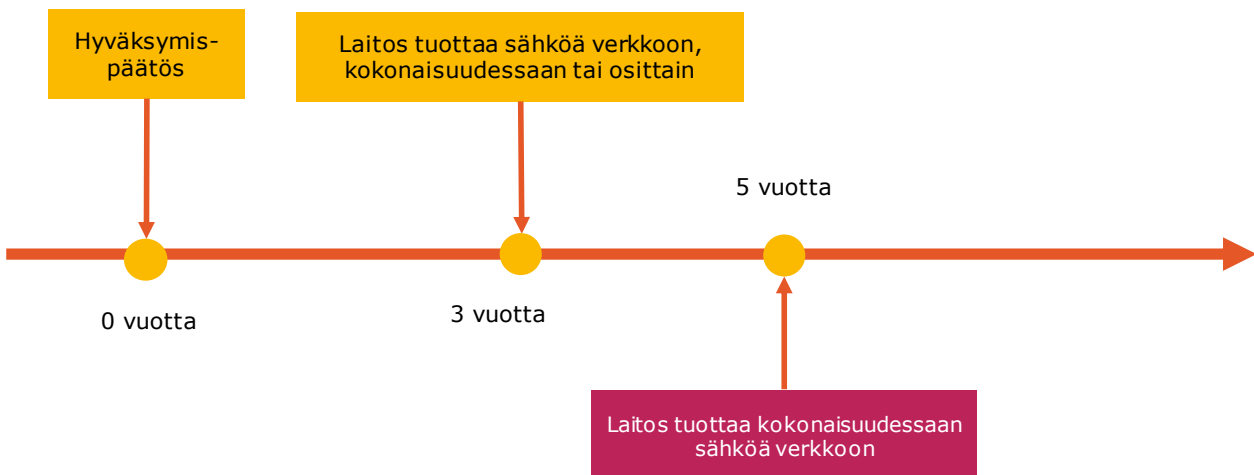 Hyväksymis-
päätös
Laitos tuottaa sähköä verkkoon,
kokonaisuudessaan tai osittain
5 vuotta
0 vuotta
3 vuotta
Laitos tuottaa kokonaisuudessaan
sähköä verkkoon